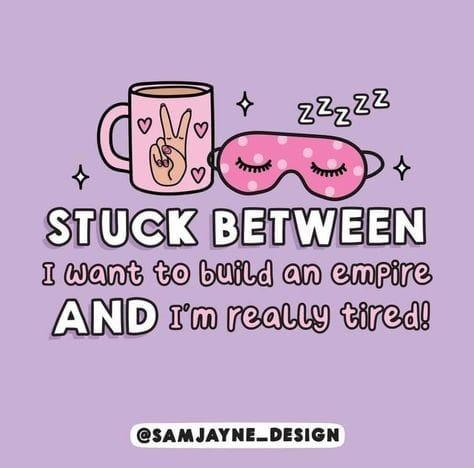 ZZZZZ
STUCK BETWEEN
I want to build an empire
AND I'm really tired!
@SAMJAYNE_DESIGN